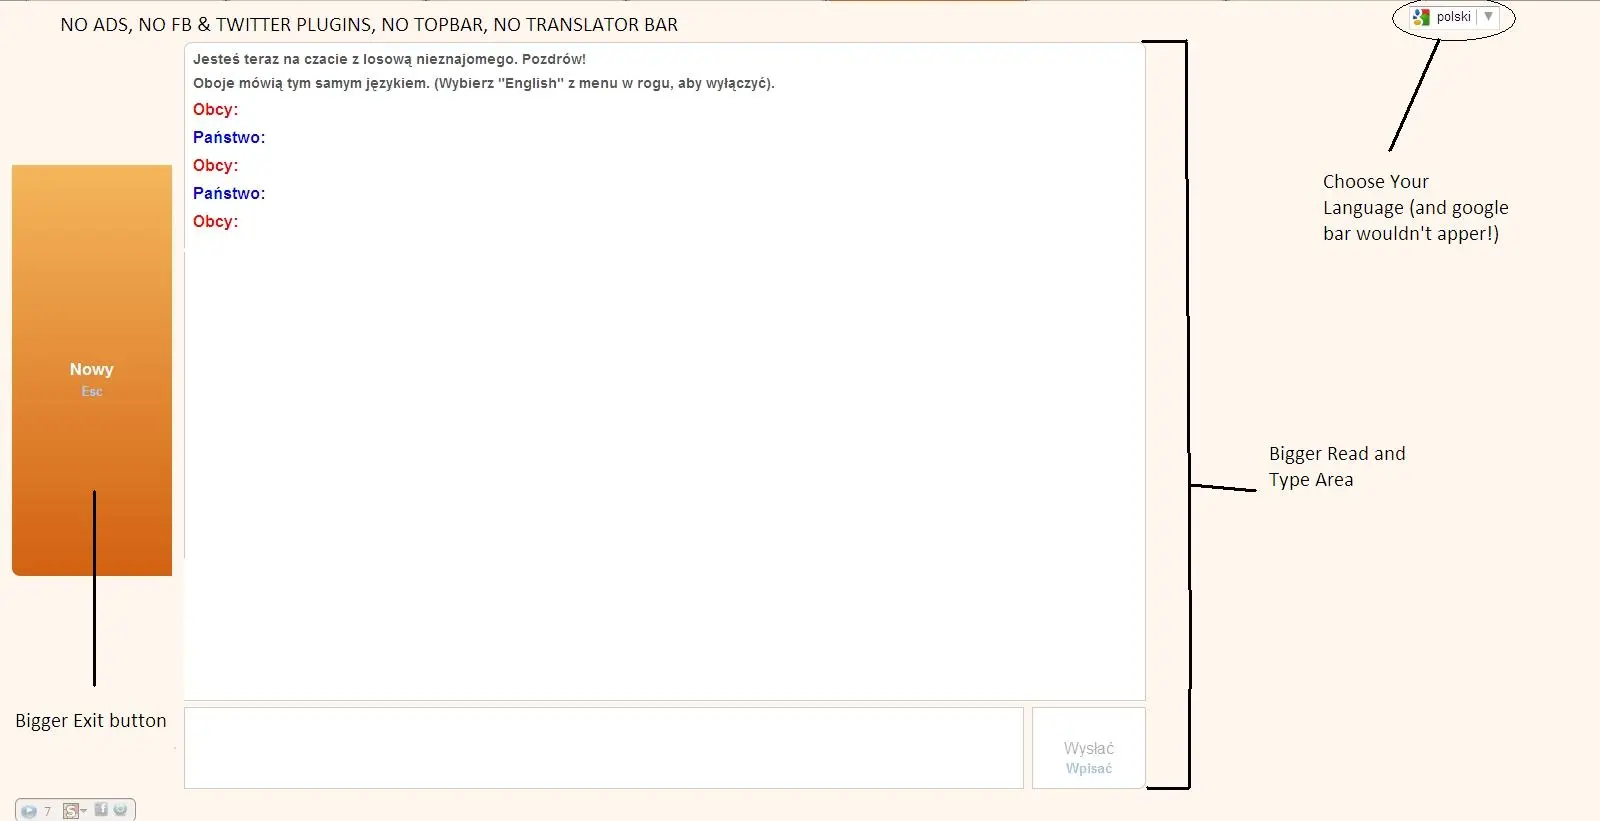 NO ADS, NO FB & TWITTER PLUGINS, NO TOPBAR, NO TRANSLATOR BAR
polski
Jesteś teraz na czacie z losową nieznajomego. Pozdrów!
Oboje mówią tym samym językiem. (Wybierz "English" z menu w rogu, aby wyłączyć).
Obcy:
Państwo:
Obcy:
Państwo:
Obcy:
Choose Your
Language (and google
bar wouldn't apper!)
Nowy
Esc
Bigger Read and
Type Area
Bigger Exit button
Wysłać
Wpisać
7
S
f